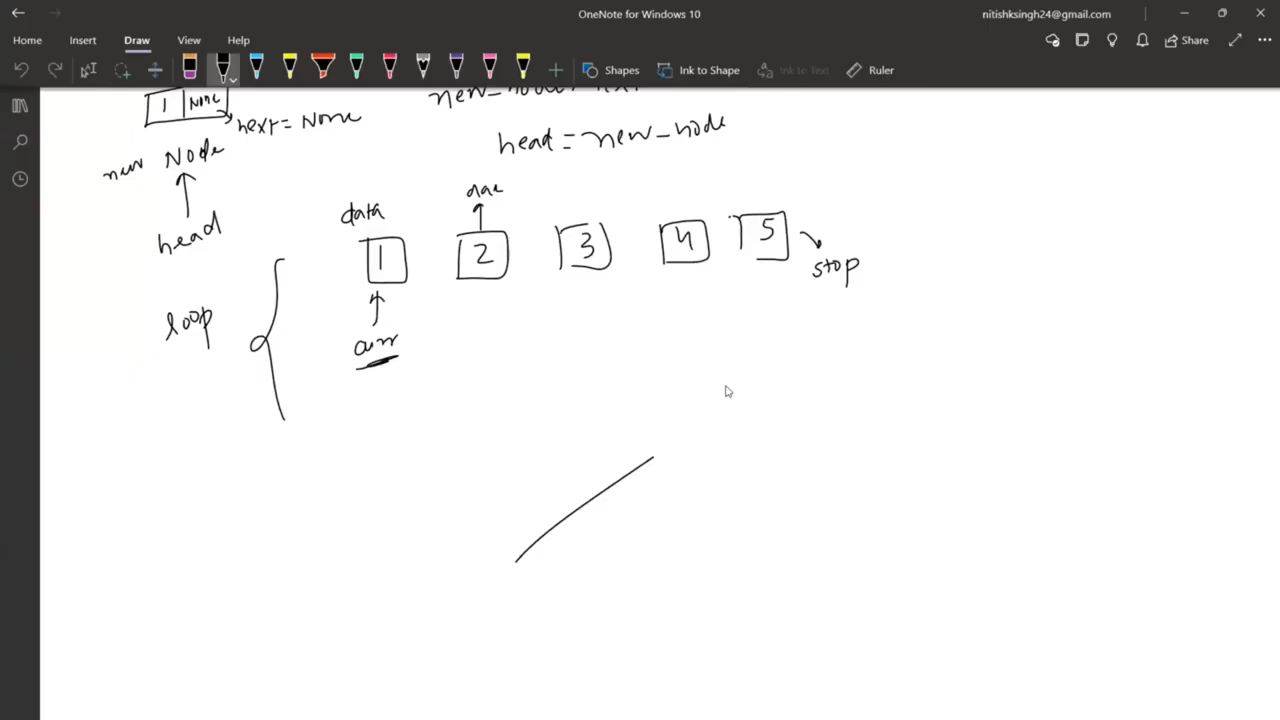 OneNote for Windows 10
nitishksingh24@gmail.com
Home Insert Draw View Help
Share
Shapes Ink to Shape Ink to Text Ruler
1 None
next = None
head = new_node
new Node
head
data
1 2 3 4 5
stop
loop
curr